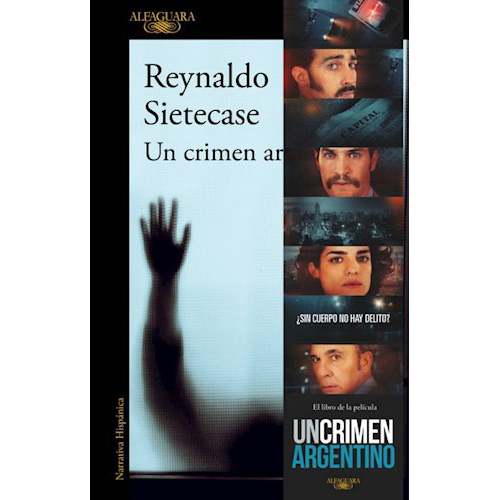 ALFAGUARA
Reynaldo
Sietecase
Un crimen ar
CAPITAL
¿SIN CUERPO NO HAY DELITO?
El libro de la película
UNCRIMEN
ARGENTINO
ALFAGUARA
Narrativa Hispánica